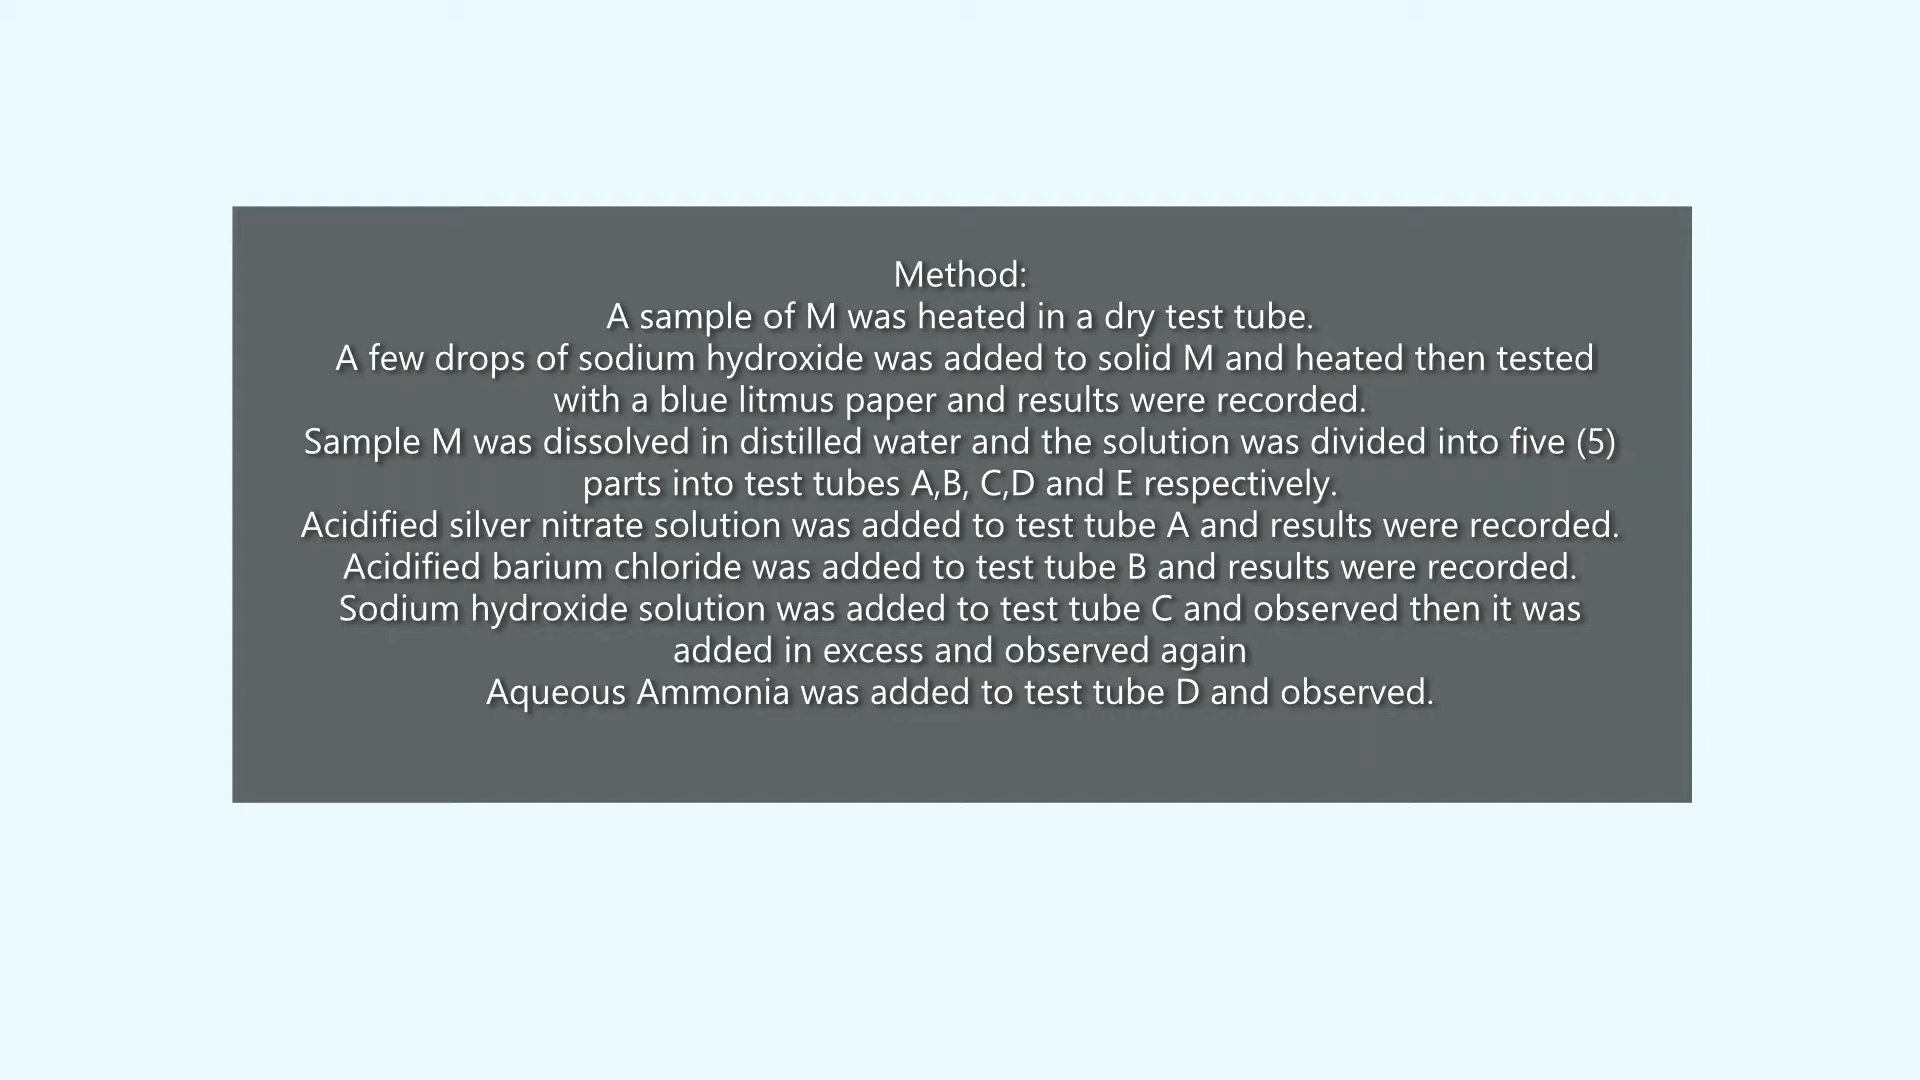 Method:
A sample of M was heated in a dry test tube.
A few drops of sodium hydroxide was added to solid M and heated then tested
with a blue litmus paper and results were recorded.
Sample M was dissolved in distilled water and the solution was divided into five (5)
parts into test tubes A,B, C,D and E respectively.
Acidified silver nitrate solution was added to test tube A and results were recorded.
Acidified barium chloride was added to test tube B and results were recorded.
Sodium hydroxide solution was added to test tube C and observed then it was
added in excess and observed again
Aqueous Ammonia was added to test tube D and observed.